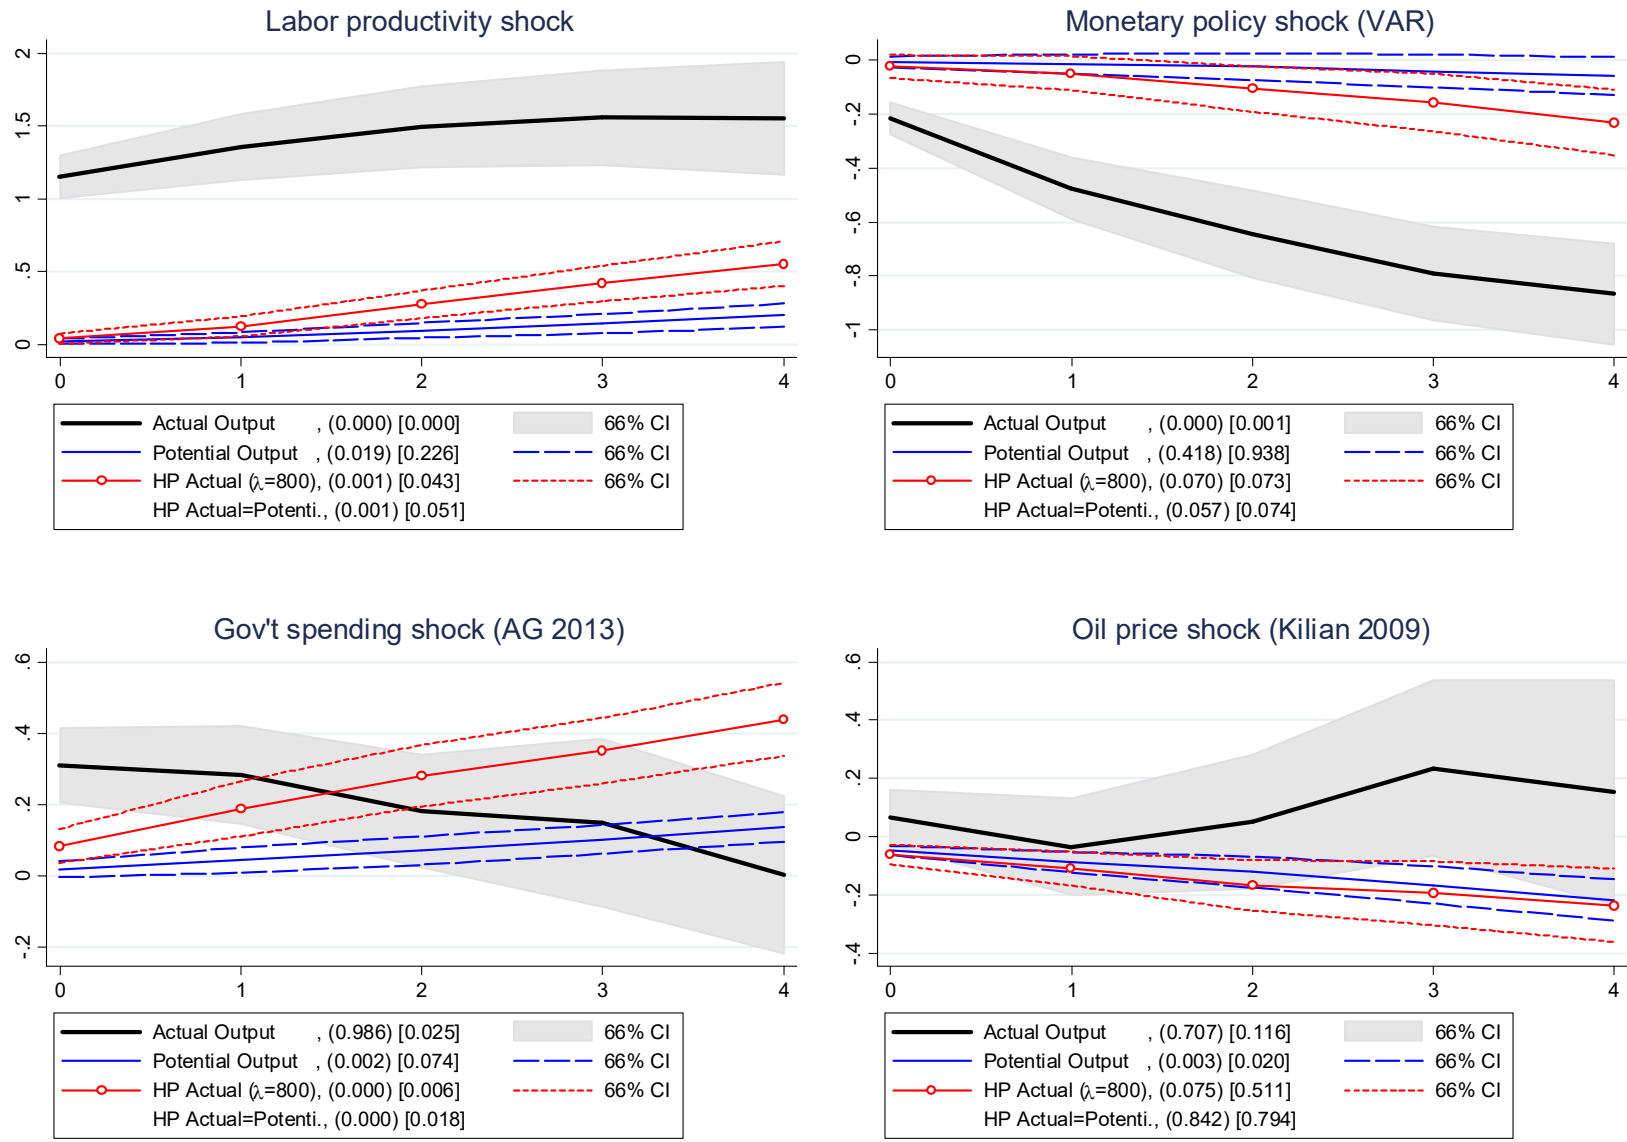 Labor productivity shock
2
1.5
1
.5
0
0 1 2 3 4
Actual Output , (0.000) [0.000] 66% CI
Potential Output , (0.019) [0.226] 66% CI
HP Actual (λ=800), (0.001) [0.043] 66% CI
HP Actual=Potenti., (0.001) [0.051]
Monetary policy shock (VAR)
0
-.2
-.4
-.6
-.8
-1
0 1 2 3 4
Actual Output , (0.000) [0.001] 66% CI
Potential Output , (0.418) [0.938] 66% CI
HP Actual (λ=800), (0.070) [0.073] 66% CI
HP Actual=Potenti., (0.057) [0.074]
Gov't spending shock (AG 2013)
.6
.4
.2
0
-.2
0 1 2 3 4
Actual Output , (0.986) [0.025] 66% CI
Potential Output , (0.002) [0.074] 66% CI
HP Actual (λ=800), (0.000) [0.006] 66% CI
HP Actual=Potenti., (0.000) [0.018]
Oil price shock (Kilian 2009)
.6
.4
.2
0
-.2
-.4
0 1 2 3 4
Actual Output , (0.707) [0.116] 66% CI
Potential Output , (0.003) [0.020] 66% CI
HP Actual (λ=800), (0.075) [0.511] 66% CI
HP Actual=Potenti., (0.842) [0.794]